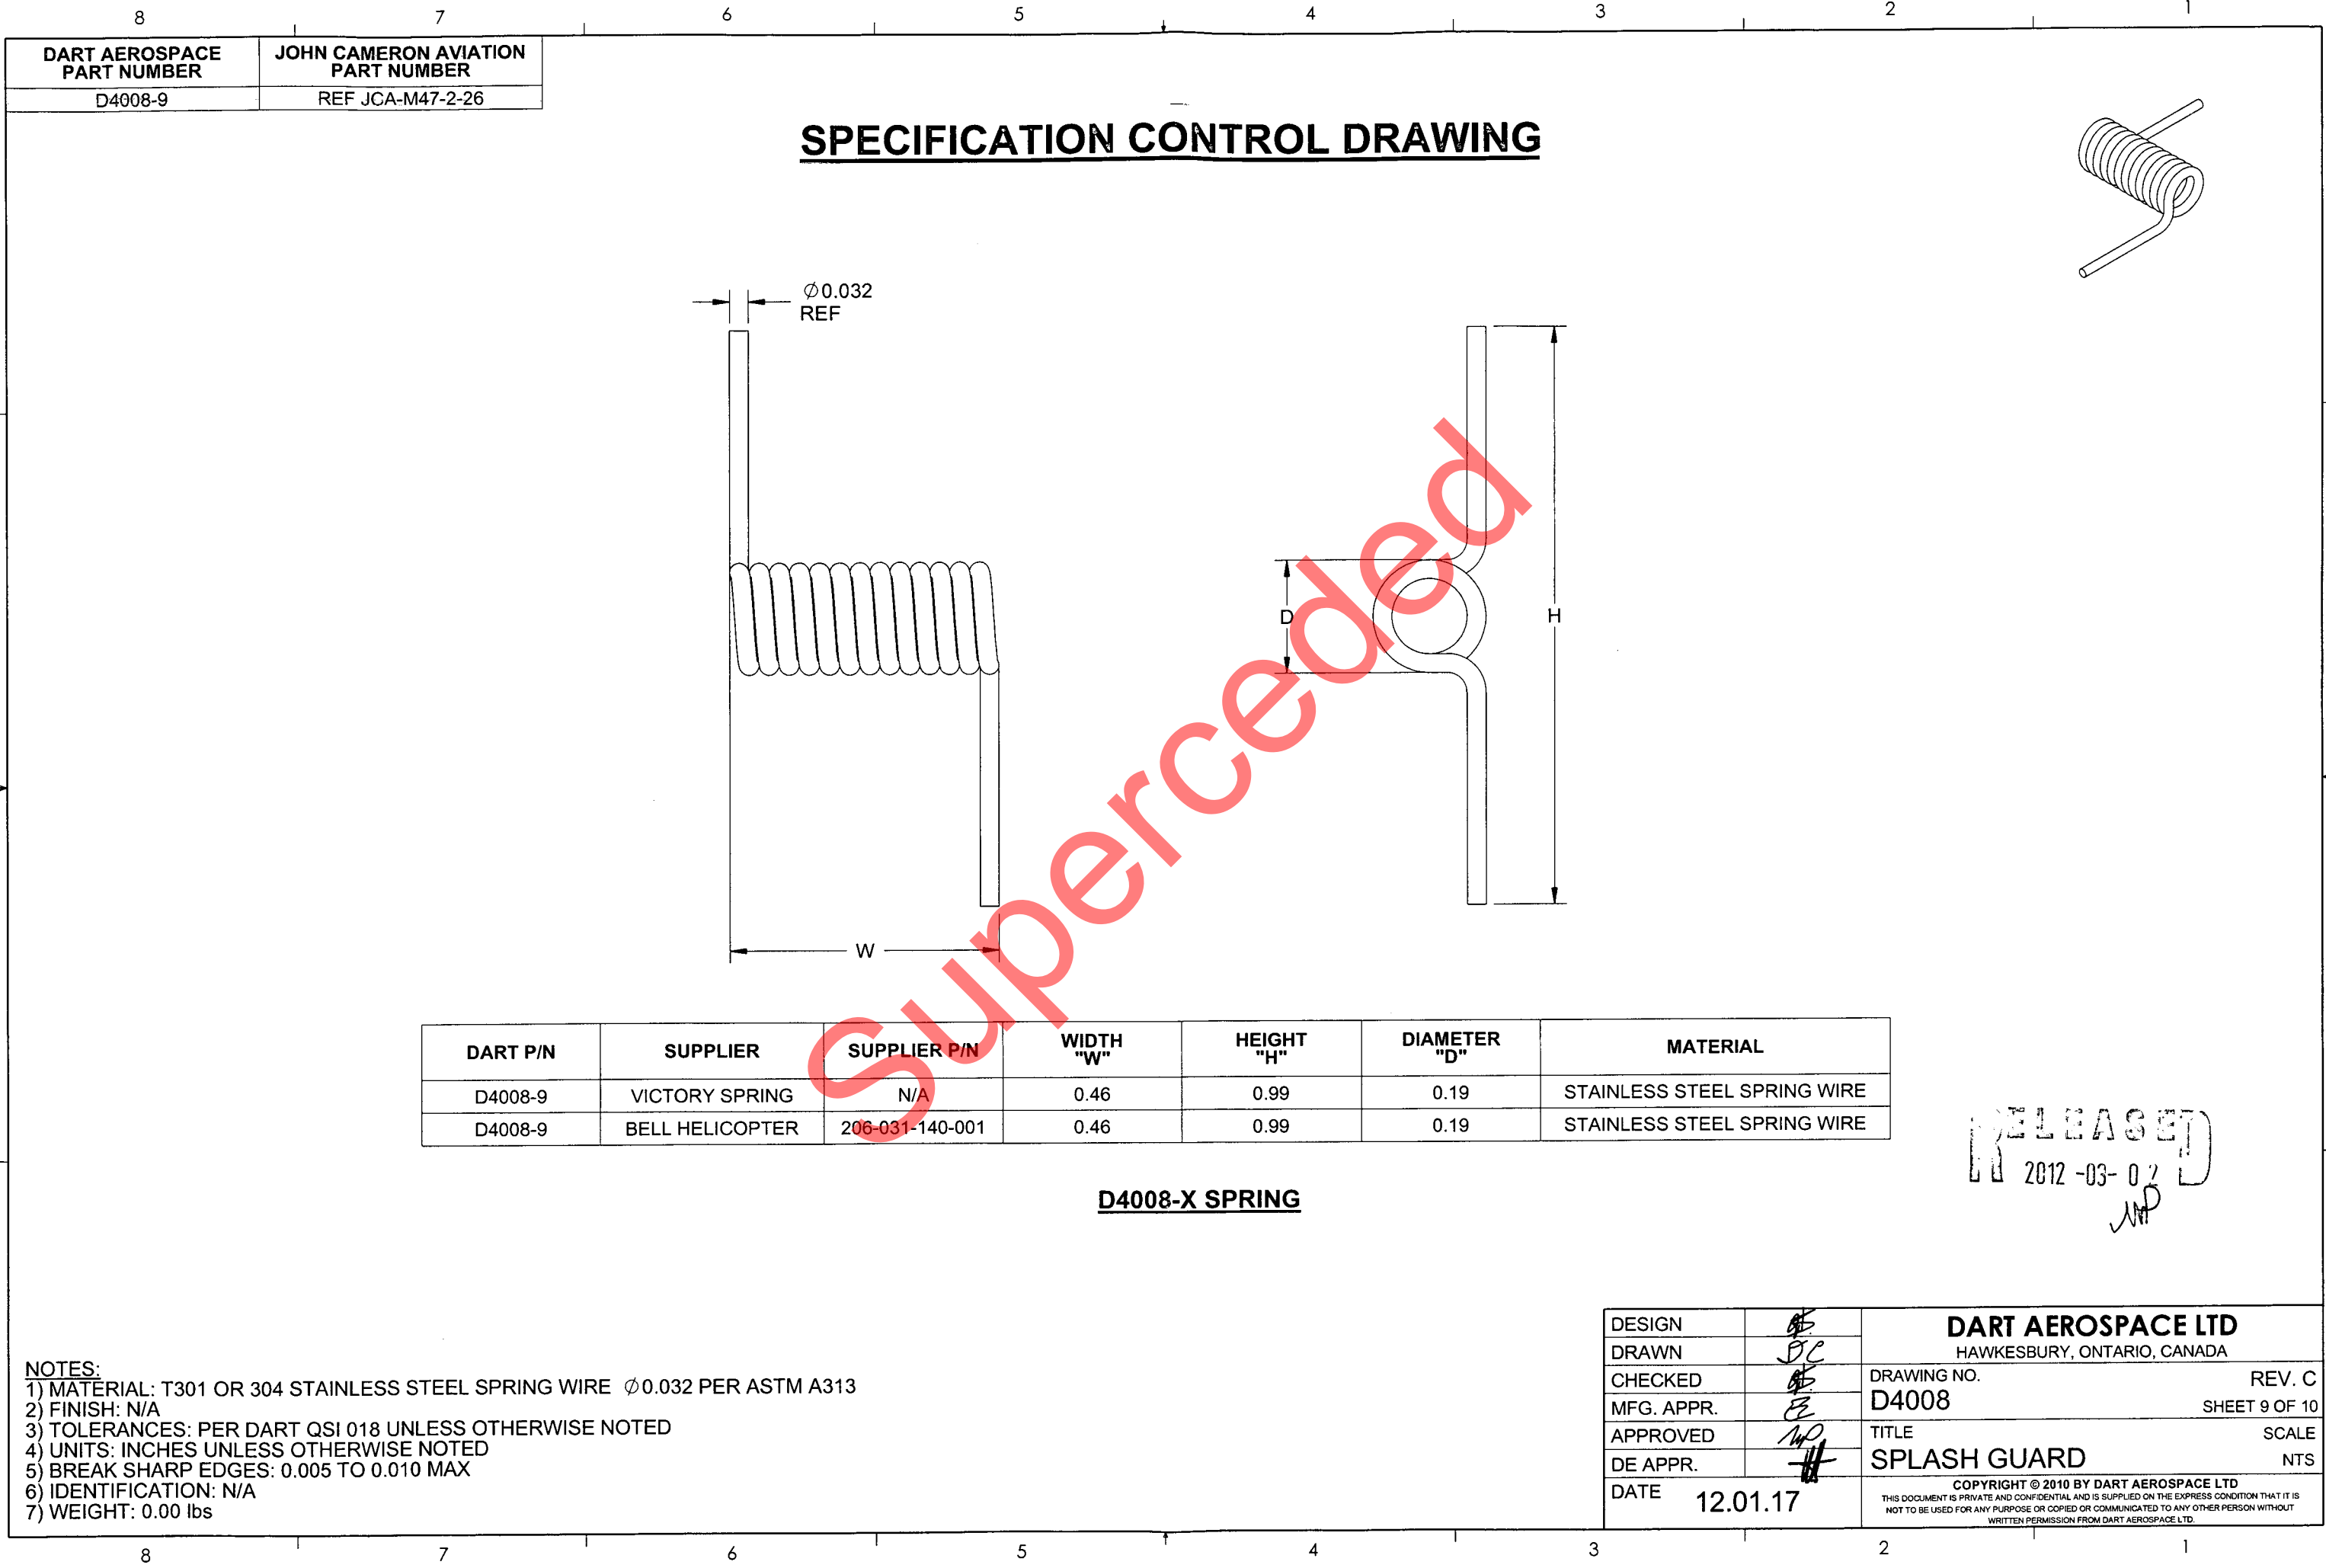 8 7 6 5 4 3 2 1
DART AEROSPACE PART NUMBER JOHN CAMERON AVIATION PART NUMBER
D4008-9 REF JCA-M47-2-26
SPECIFICATION CONTROL DRAWING
∅0.032
REF
D
H
W
Superceded
DART P/N SUPPLIER SUPPLIER P/N WIDTH "W" HEIGHT "H" DIAMETER "D" MATERIAL
D4008-9 VICTORY SPRING N/A 0.46 0.99 0.19 STAINLESS STEEL SPRING WIRE
D4008-9 BELL HELICOPTER 206-031-140-001 0.46 0.99 0.19 STAINLESS STEEL SPRING WIRE
D4008-X SPRING
RELEASED
2012 -03- 02
NOTES:
1) MATERIAL: T301 OR 304 STAINLESS STEEL SPRING WIRE ∅0.032 PER ASTM A313
2) FINISH: N/A
3) TOLERANCES: PER DART QSI 018 UNLESS OTHERWISE NOTED
4) UNITS: INCHES UNLESS OTHERWISE NOTED
5) BREAK SHARP EDGES: 0.005 TO 0.010 MAX
6) IDENTIFICATION: N/A
7) WEIGHT: 0.00 lbs
DESIGN
DRAWN DC
CHECKED
MFG. APPR.
APPROVED
DE APPR.
DATE 12.01.17
DART AEROSPACE LTD
HAWKESBURY, ONTARIO, CANADA
DRAWING NO. REV. C
D4008 SHEET 9 OF 10
TITLE SCALE
SPLASH GUARD NTS
COPYRIGHT © 2010 BY DART AEROSPACE LTD
THIS DOCUMENT IS PRIVATE AND CONFIDENTIAL AND IS SUPPLIED ON THE EXPRESS CONDITION THAT IT IS
NOT TO BE USED FOR ANY PURPOSE OR COPIED OR COMMUNICATED TO ANY OTHER PERSON WITHOUT
WRITTEN PERMISSION FROM DART AEROSPACE LTD.
8 7 6 5 4 3 2 1